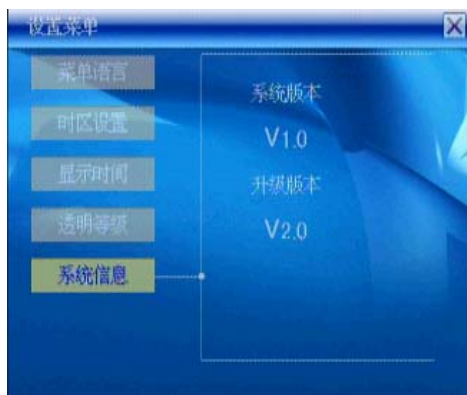 设置菜单
菜单语言
时区设置
显示时间
透明等级
系统信息
系统版本
V1.0
升级版本
V2.0